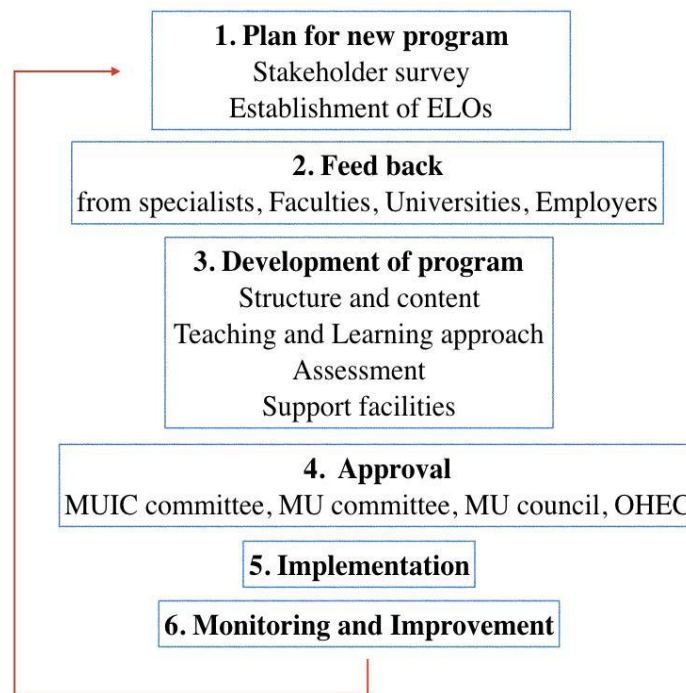 1. Plan for new program
Stakeholder survey
Establishment of ELOs
2. Feed back
from specialists, Faculties, Universities, Employers
3. Development of program
Structure and content
Teaching and Learning approach
Assessment
Support facilities
4. Approval
MUIC committee, MU committee, MU council, OHEC
5. Implementation
6. Monitoring and Improvement